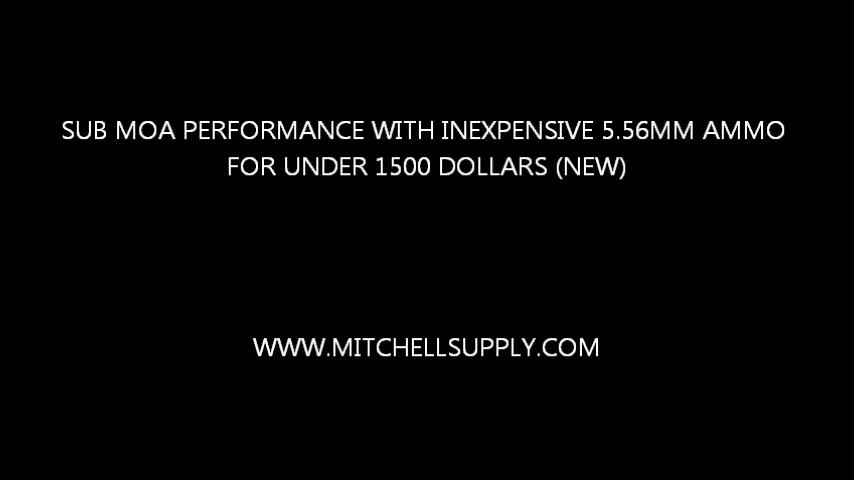 SUB MOA PERFORMANCE WITH INEXPENSIVE 5.56MM AMMO
FOR UNDER 1500 DOLLARS (NEW)
WWW.MITCHELLSUPPLY.COM